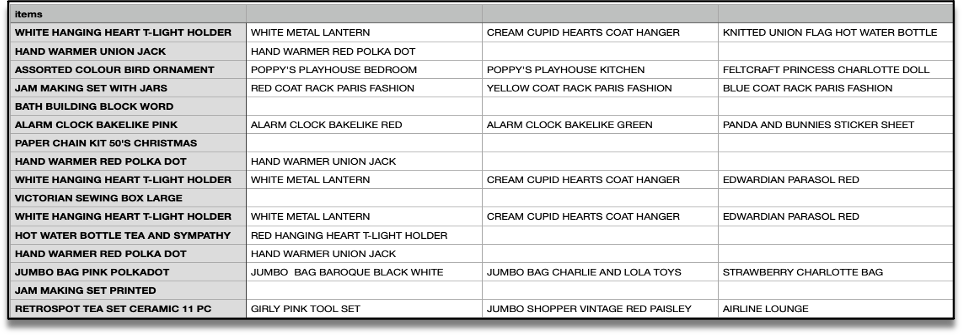 items
WHITE HANGING HEART T-LIGHT HOLDER WHITE METAL LANTERN CREAM CUPID HEARTS COAT HANGER KNITTED UNION FLAG HOT WATER BOTTLE
HAND WARMER UNION JACK HAND WARMER RED POLKA DOT
ASSORTED COLOUR BIRD ORNAMENT POPPY'S PLAYHOUSE BEDROOM POPPY'S PLAYHOUSE KITCHEN FELTCRAFT PRINCESS CHARLOTTE DOLL
JAM MAKING SET WITH JARS RED COAT RACK PARIS FASHION YELLOW COAT RACK PARIS FASHION BLUE COAT RACK PARIS FASHION
BATH BUILDING BLOCK WORD
ALARM CLOCK BAKELIKE PINK ALARM CLOCK BAKELIKE RED ALARM CLOCK BAKELIKE GREEN PANDA AND BUNNIES STICKER SHEET
PAPER CHAIN KIT 50'S CHRISTMAS
HAND WARMER RED POLKA DOT HAND WARMER UNION JACK
WHITE HANGING HEART T-LIGHT HOLDER WHITE METAL LANTERN CREAM CUPID HEARTS COAT HANGER EDWARDIAN PARASOL RED
VICTORIAN SEWING BOX LARGE
WHITE HANGING HEART T-LIGHT HOLDER WHITE METAL LANTERN CREAM CUPID HEARTS COAT HANGER EDWARDIAN PARASOL RED
HOT WATER BOTTLE TEA AND SYMPATHY RED HANGING HEART T-LIGHT HOLDER
HAND WARMER RED POLKA DOT HAND WARMER UNION JACK
JUMBO BAG PINK POLKADOT JUMBO  BAG BAROQUE BLACK WHITE JUMBO BAG CHARLIE AND LOLA TOYS STRAWBERRY CHARLOTTE BAG
JAM MAKING SET PRINTED
RETROSPOT TEA SET CERAMIC 11 PC GIRLY PINK TOOL SET JUMBO SHOPPER VINTAGE RED PAISLEY AIRLINE LOUNGE